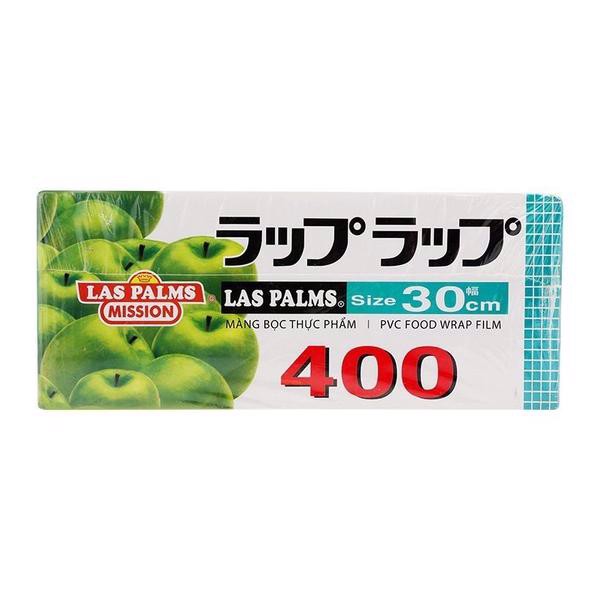 ラップラップ
LAS PALMS
MISSION
LAS PALMS® Size 30cm 幅
MÀNG BỌC THỰC PHẨM | PVC FOOD WRAP FILM
400